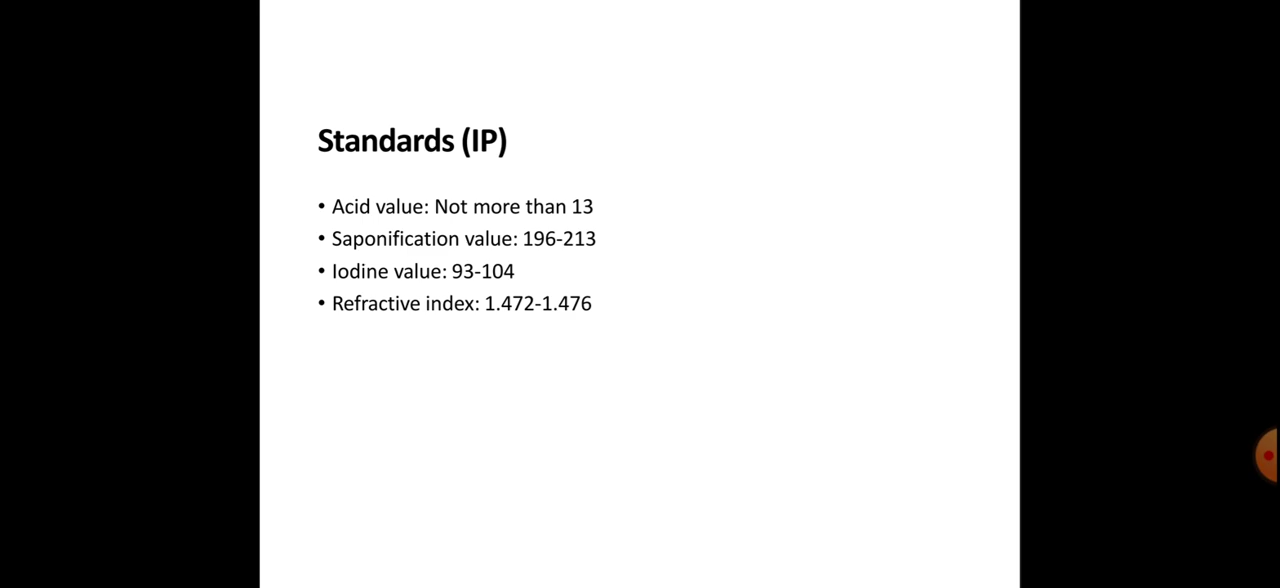 Standards (IP)
• Acid value: Not more than 13
• Saponification value: 196-213
• Iodine value: 93-104
• Refractive index: 1.472-1.476